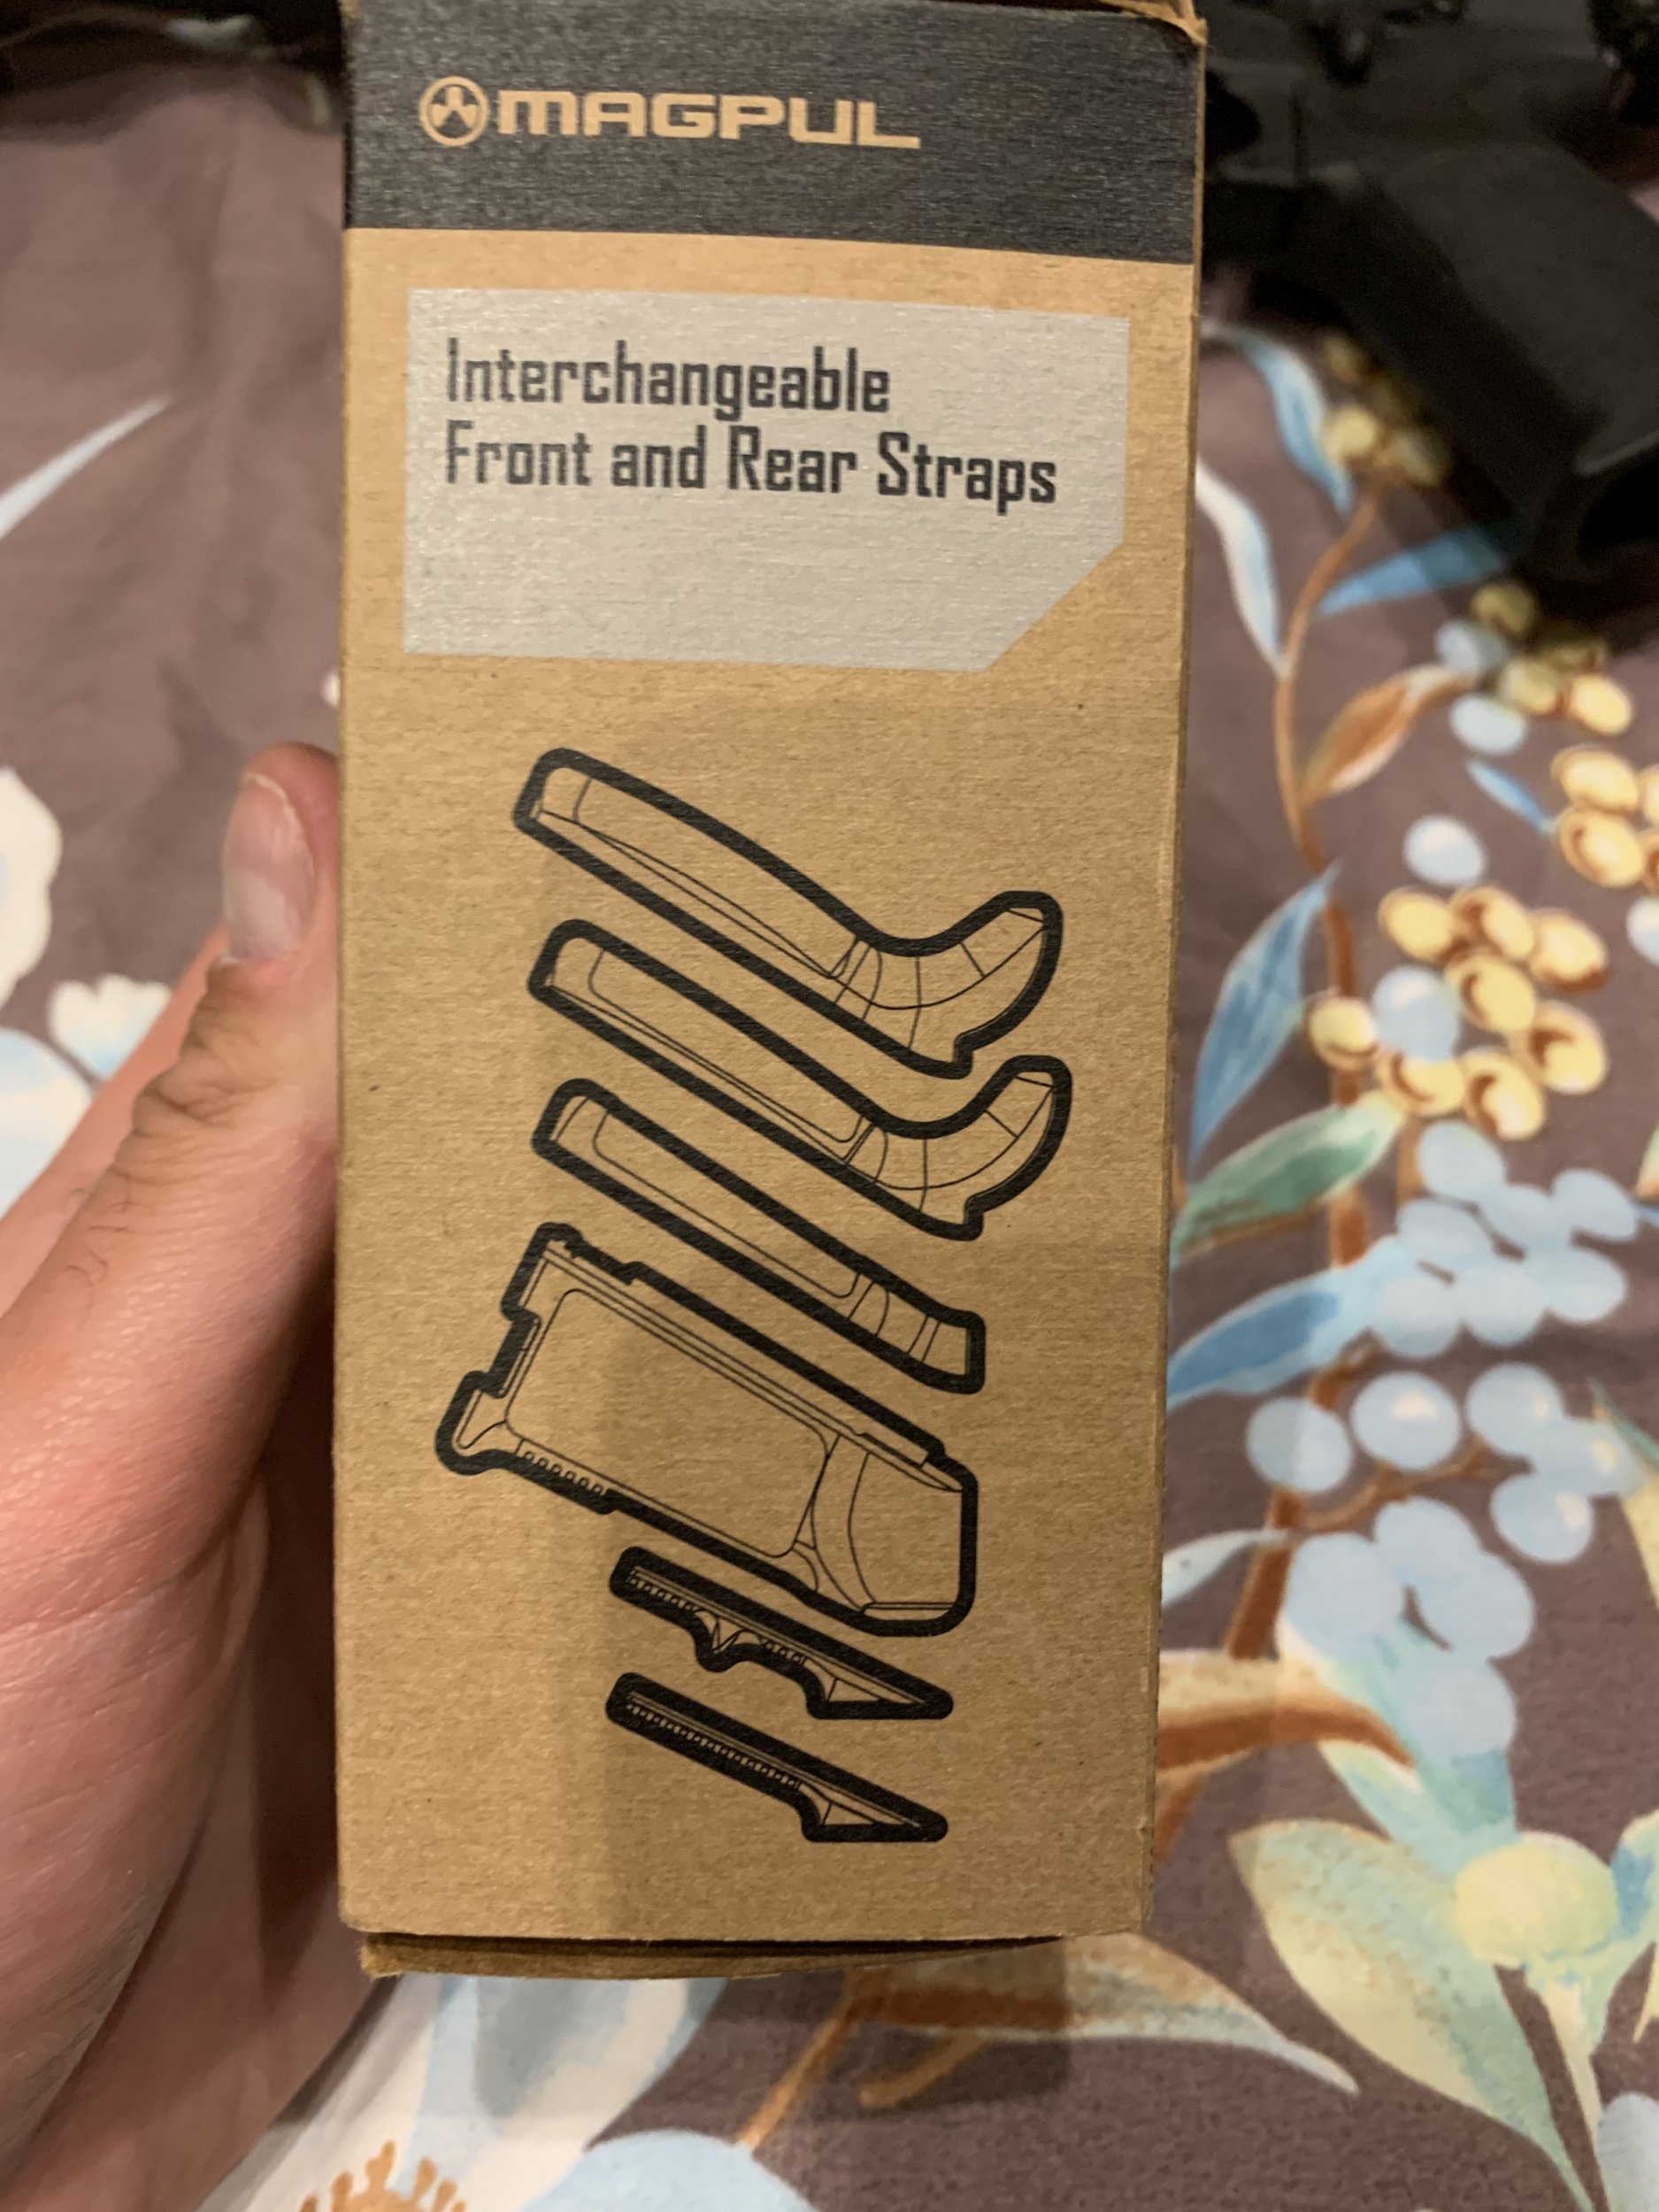 MAGPUL
Interchangeable
Front and Rear Straps